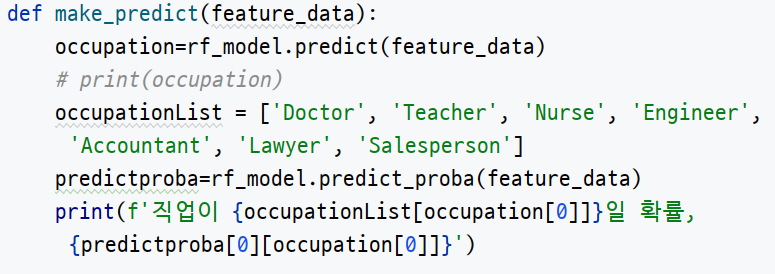 def make_predict(feature_data):
occupation=rf_model.predict(feature_data)
# print(occupation)
occupationList = ['Doctor', 'Teacher', 'Nurse', 'Engineer',
'Accountant', 'Lawyer', 'Salesperson']
predictproba=rf_model.predict_proba(feature_data)
print(f'직업이 {occupationList[occupation[0]]}일 확률,
{predictproba[0][occupation[0]]}')